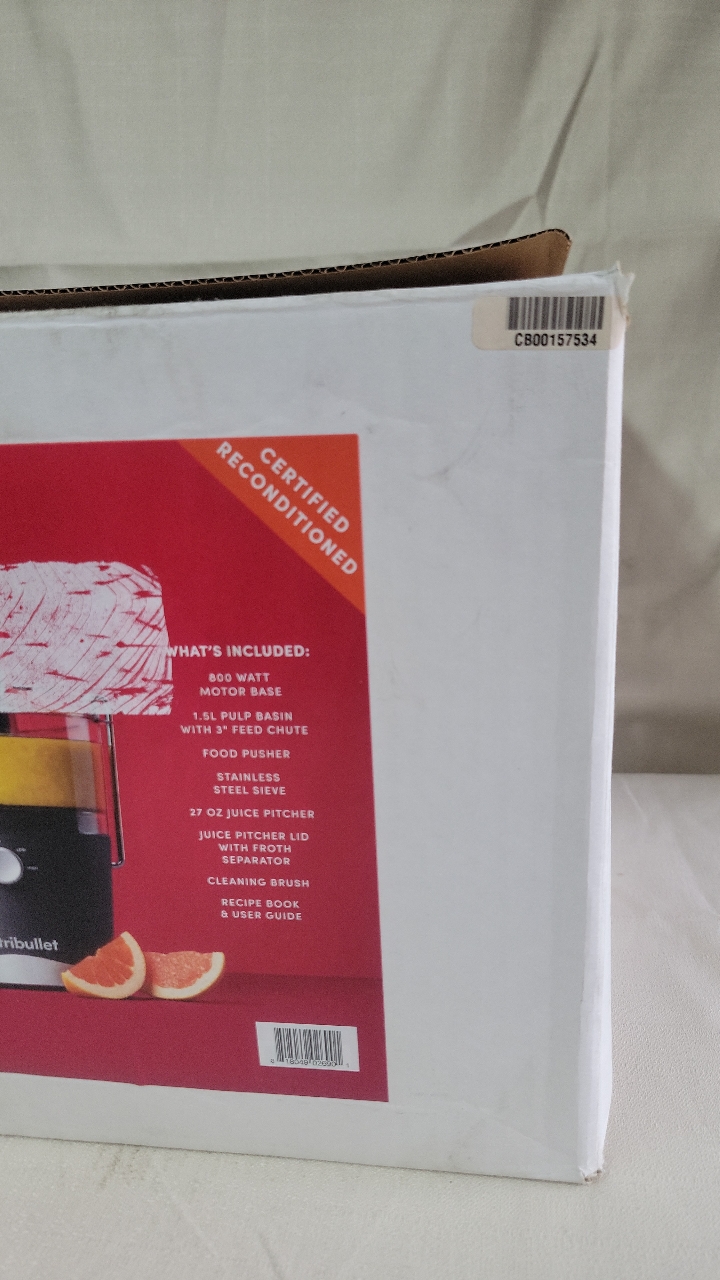 CB00157534
CERTIFIED
RECONDITIONED
WHAT'S INCLUDED:
800 WATT
MOTOR BASE
1.5L PULP BASIN
WITH 3" FEED CHUTE
FOOD PUSHER
STAINLESS
STEEL SIEVE
27 OZ JUICE PITCHER
JUICE PITCHER LID
WITH FROTH
SEPARATOR
CLEANING BRUSH
RECIPE BOOK
& USER GUIDE
tribullet